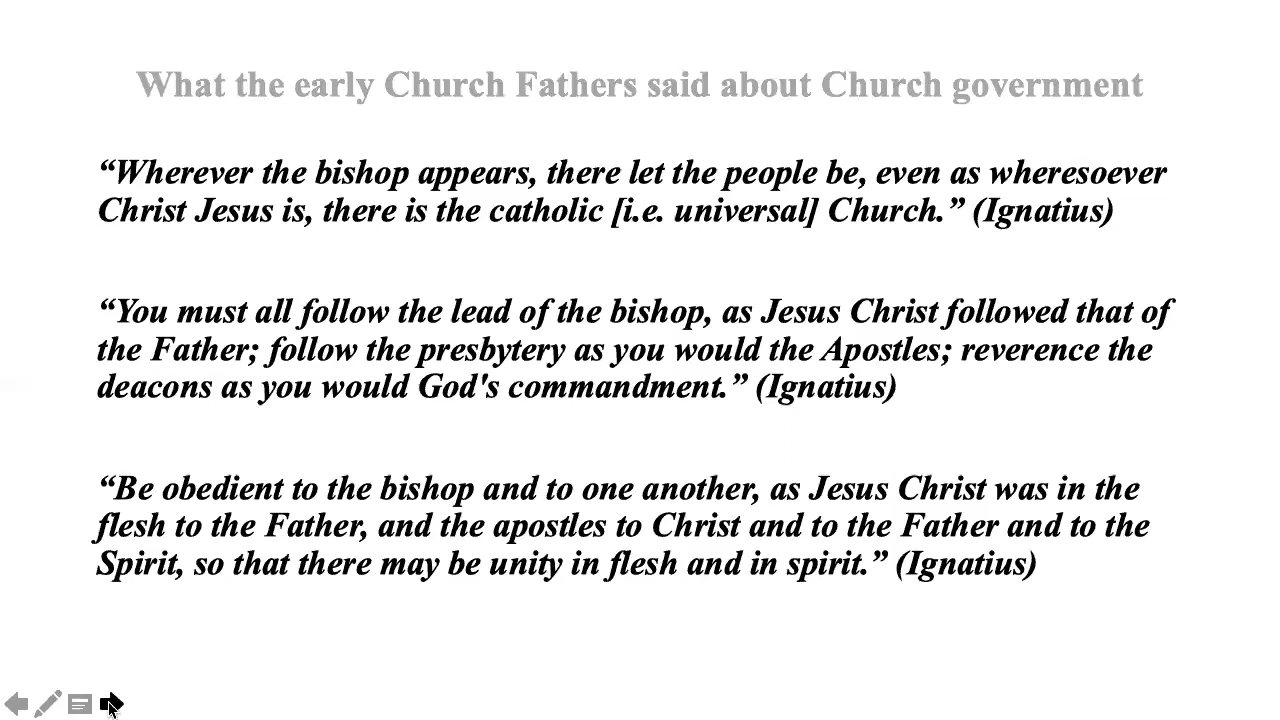 What the early Church Fathers said about Church government
“Wherever the bishop appears, there let the people be, even as wheresoever
Christ Jesus is, there is the catholic [i.e. universal] Church.” (Ignatius)
“You must all follow the lead of the bishop, as Jesus Christ followed that of
the Father; follow the presbytery as you would the Apostles; reverence the
deacons as you would God's commandment.” (Ignatius)
“Be obedient to the bishop and to one another, as Jesus Christ was in the
flesh to the Father, and the apostles to Christ and to the Father and to the
Spirit, so that there may be unity in flesh and in spirit.” (Ignatius)